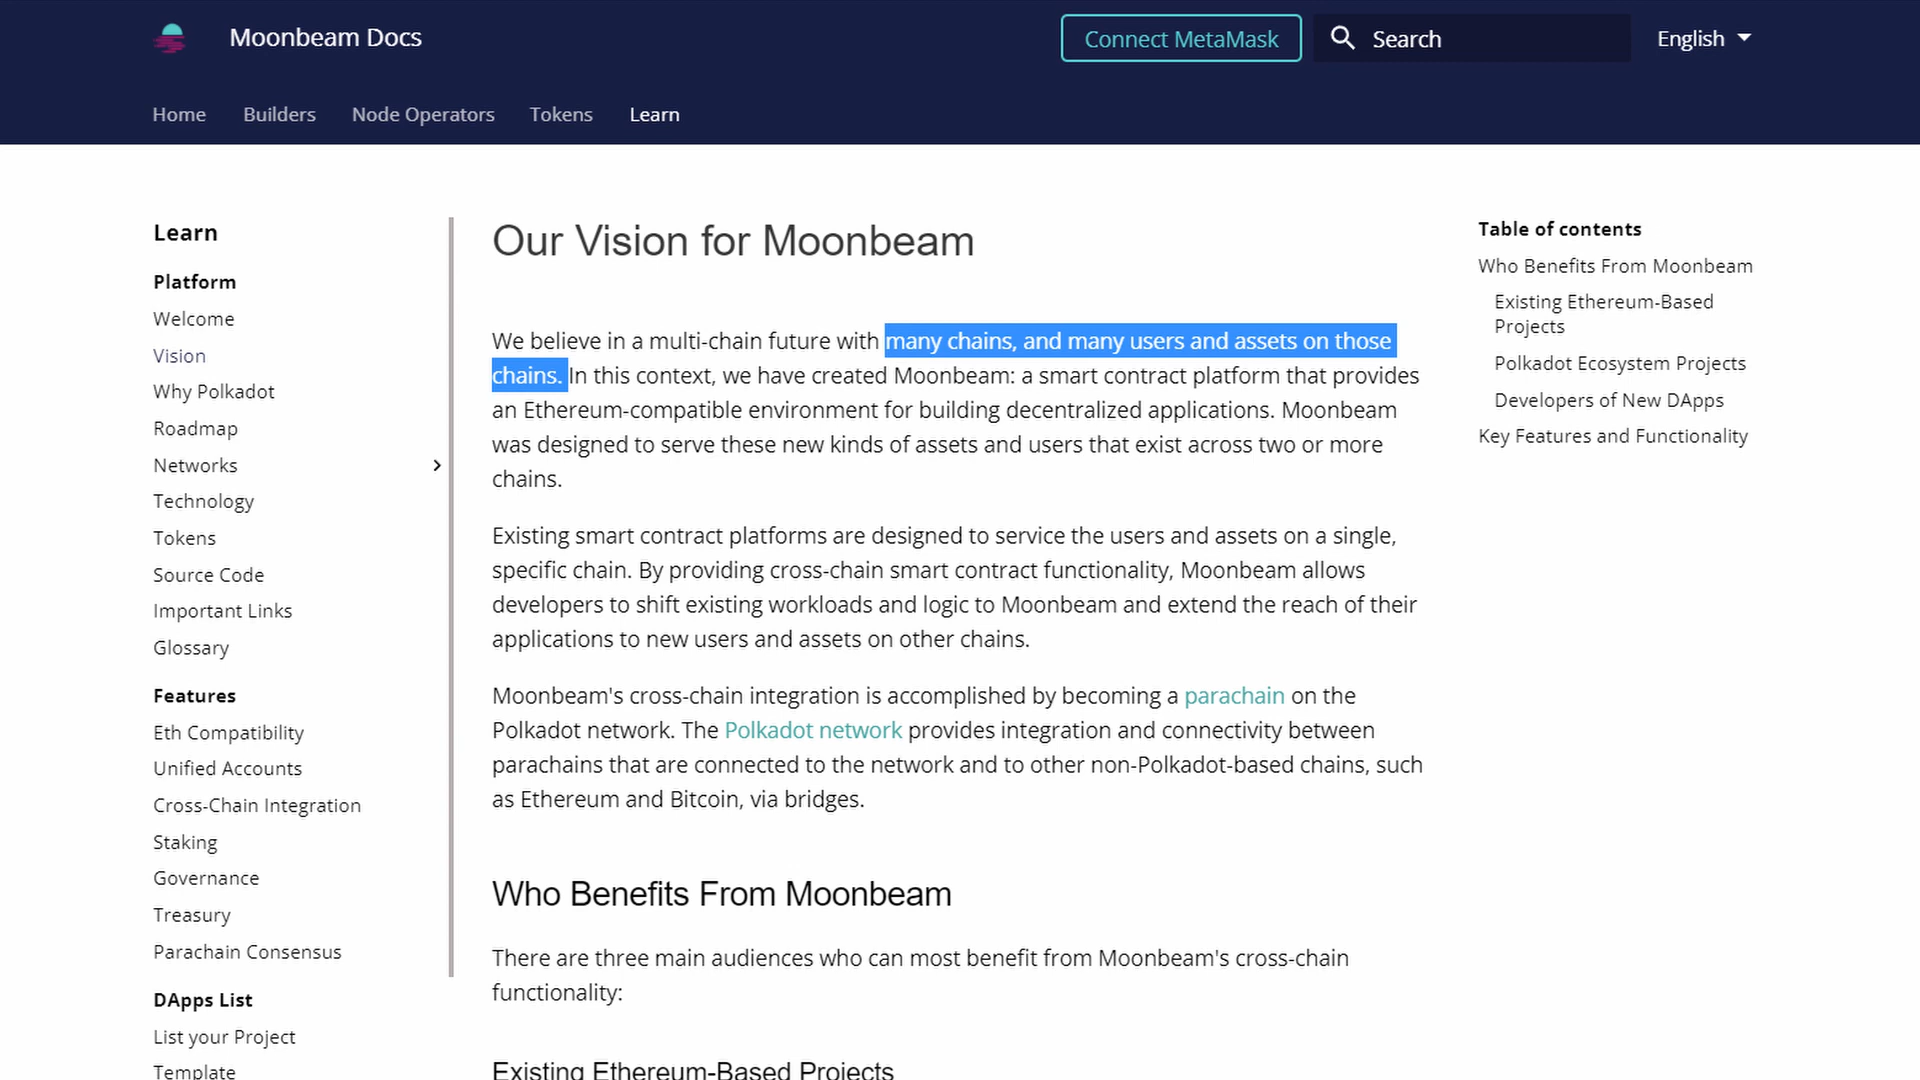 Moonbeam Docs
Connect MetaMask
Search
English
Home
Builders
Node Operators
Tokens
Learn
Learn
Platform
Welcome
Vision
Why Polkadot
Roadmap
Networks
Technology
Tokens
Source Code
Important Links
Glossary
Features
Eth Compatibility
Unified Accounts
Cross-Chain Integration
Staking
Governance
Treasury
Parachain Consensus
DApps List
List your Project
Template
Our Vision for Moonbeam
We believe in a multi-chain future with many chains, and many users and assets on those
chains. In this context, we have created Moonbeam: a smart contract platform that provides
an Ethereum-compatible environment for building decentralized applications. Moonbeam
was designed to serve these new kinds of assets and users that exist across two or more
chains.
Existing smart contract platforms are designed to service the users and assets on a single,
specific chain. By providing cross-chain smart contract functionality, Moonbeam allows
developers to shift existing workloads and logic to Moonbeam and extend the reach of their
applications to new users and assets on other chains.
Moonbeam's cross-chain integration is accomplished by becoming a parachain on the
Polkadot network. The Polkadot network provides integration and connectivity between
parachains that are connected to the network and to other non-Polkadot-based chains, such
as Ethereum and Bitcoin, via bridges.
Who Benefits From Moonbeam
There are three main audiences who can most benefit from Moonbeam's cross-chain
functionality:
Existing Ethereum-Based Projects
Table of contents
Who Benefits From Moonbeam
Existing Ethereum-Based
Projects
Polkadot Ecosystem Projects
Developers of New DApps
Key Features and Functionality